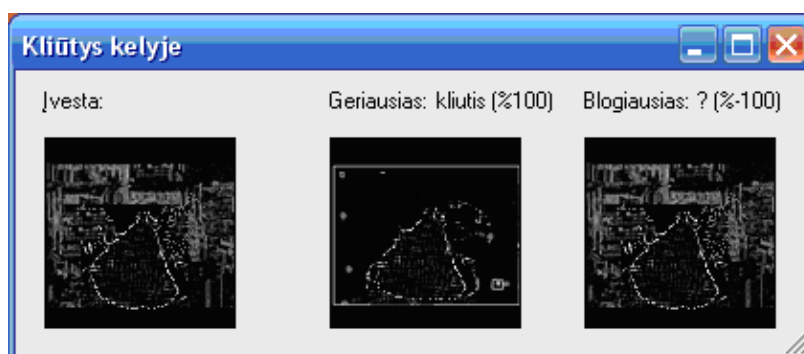 Kliūtys kelyje
Įvesta:
Geriausias: kliutis (%100)
Blogiausias: ? (%-100)